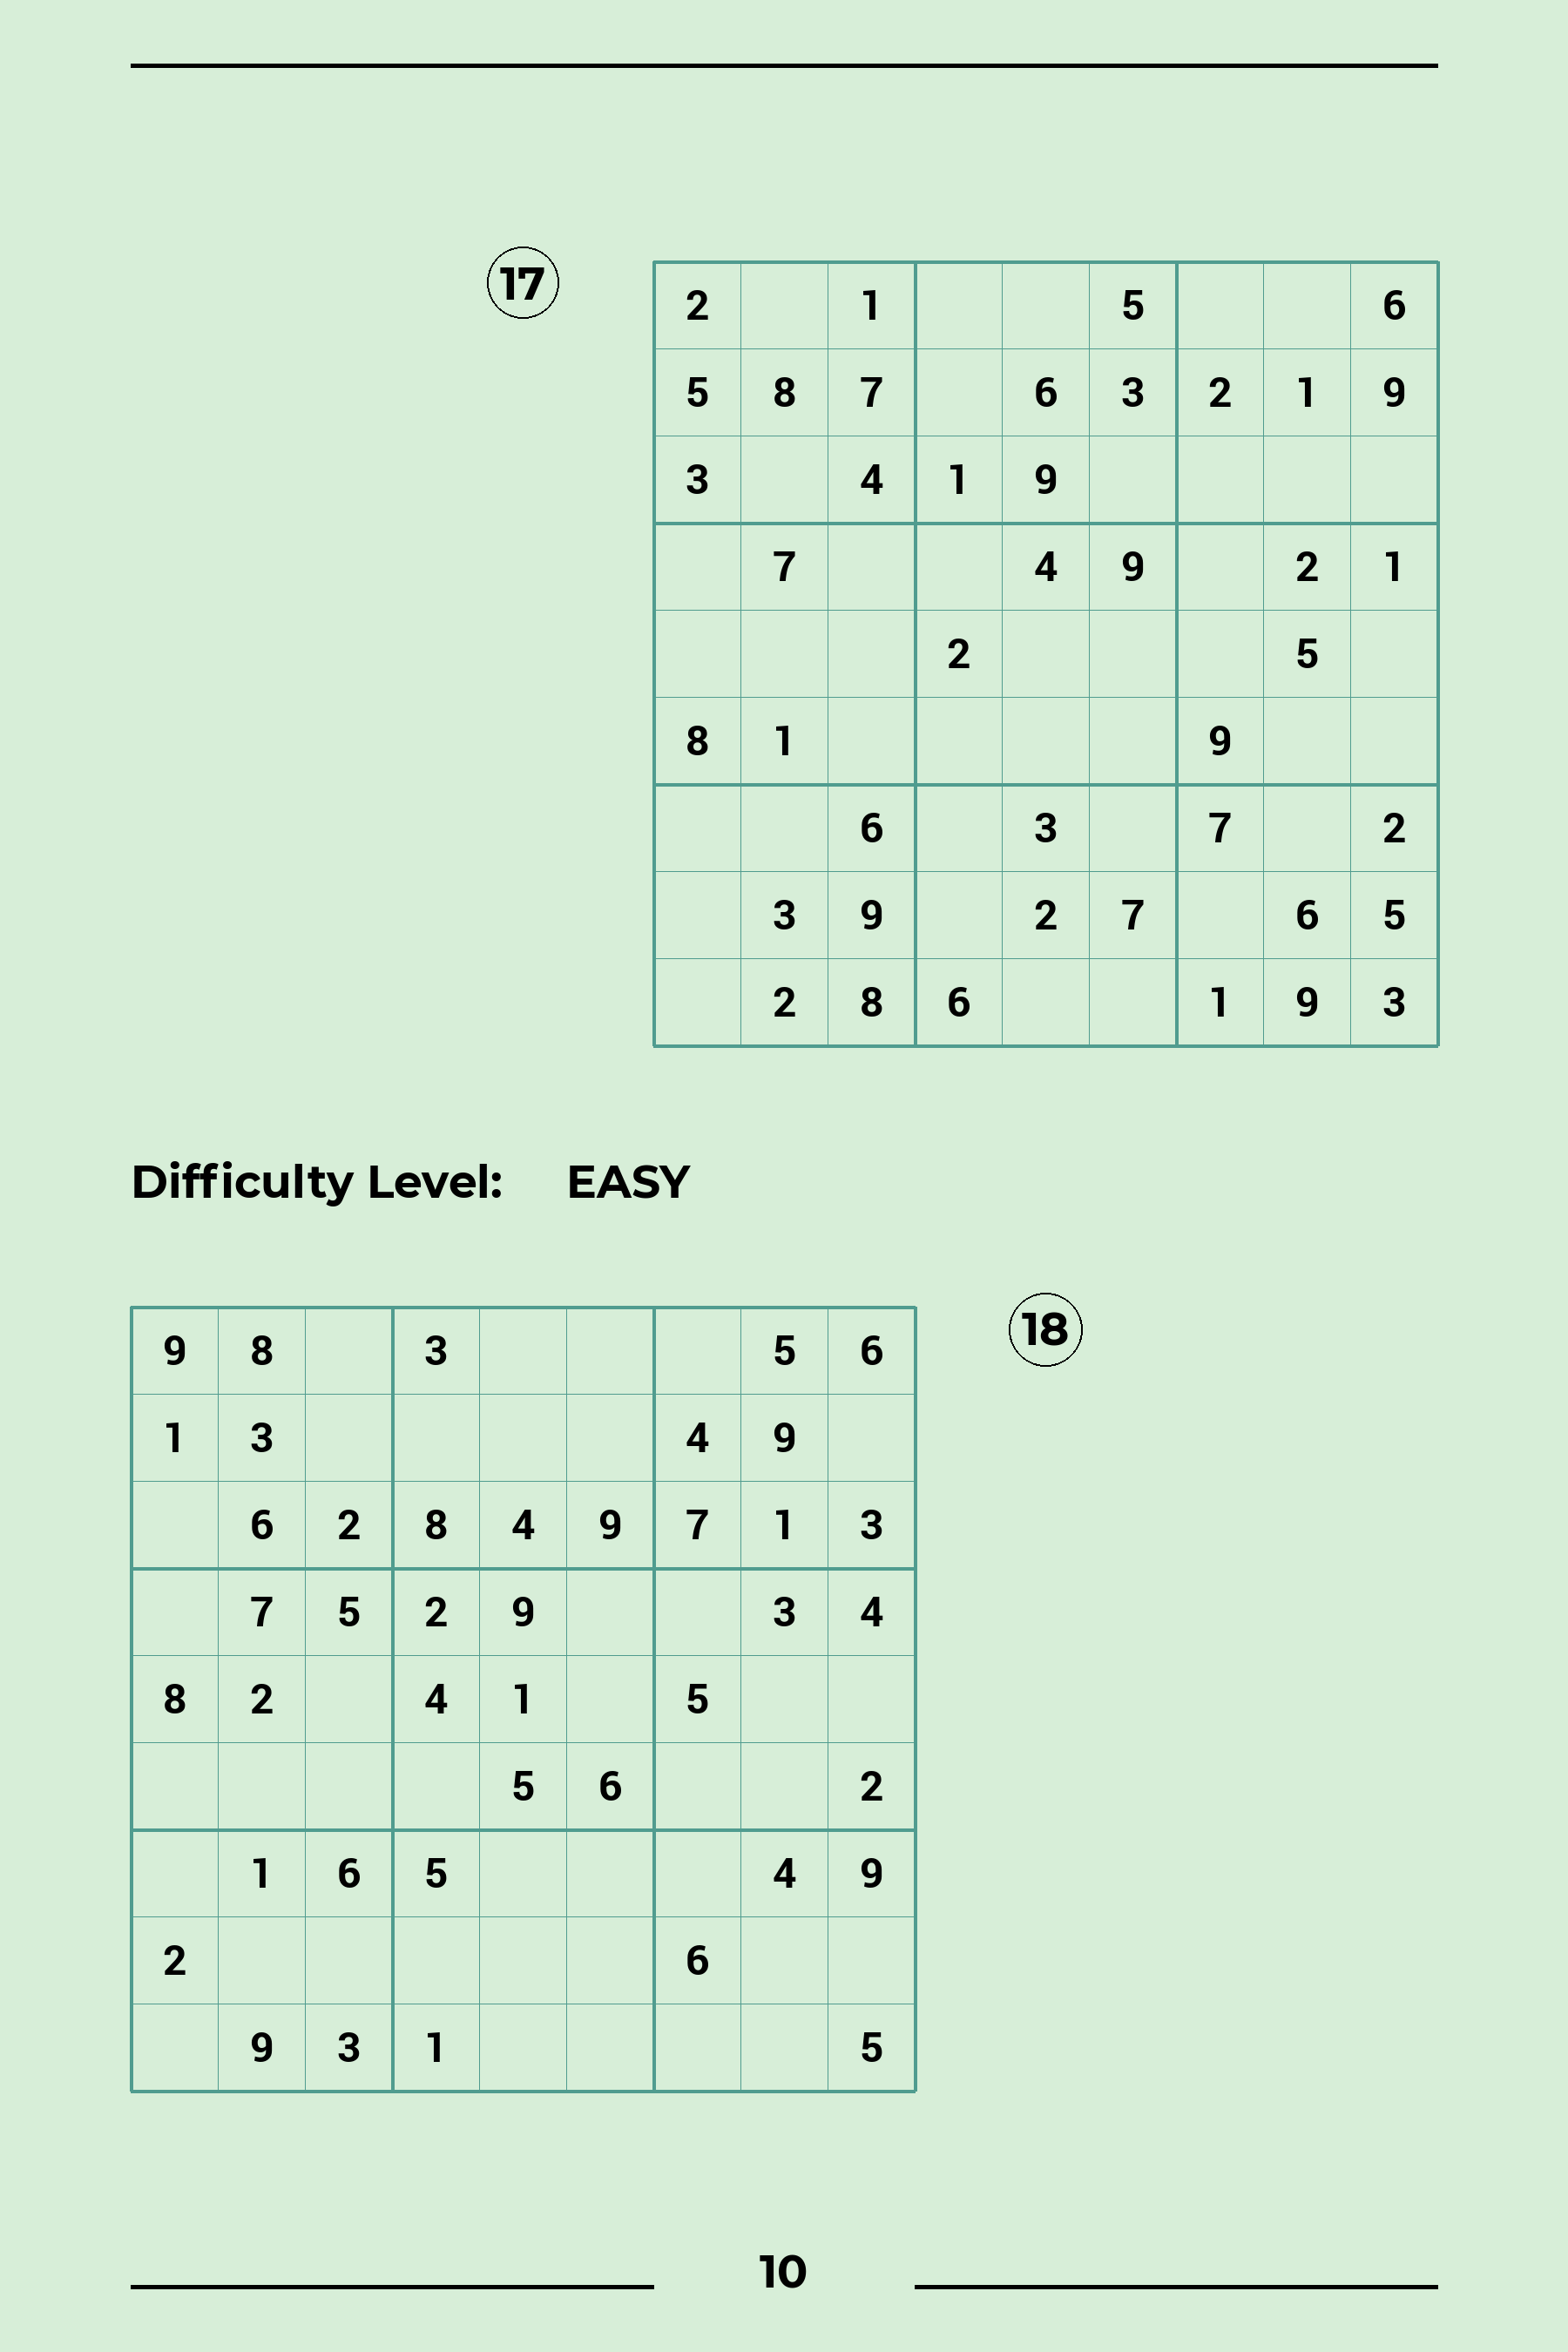 17
2 1 5 6
5 8 7 6 3 2 1 9
3 4 1 9
7 4 9 2 1
2 5
8 1 9
6 3 7 2
3 9 2 7 6 5
2 8 6 1 9 3
Difficulty Level: EASY
18
9 8 3 5 6
1 3 4 9
6 2 8 4 9 7 1 3
7 5 2 9 3 4
8 2 4 1 5
5 6 2
1 6 5 4 9
2 6
9 3 1 5
10